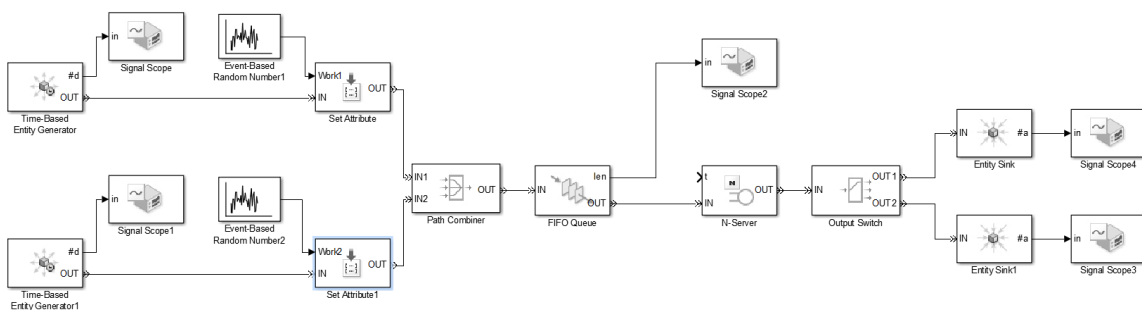 #d
OUT
Time-Based
Entity Generator
in
Signal Scope
Event-Based
Random Number1
Work1
IN
OUT
Set Attribute
#d
OUT
Time-Based
Entity Generator1
in
Signal Scope1
Event-Based
Random Number2
Work2
IN
OUT
Set Attribute1
IN1
IN2
OUT
Path Combiner
IN
len
OUT
FIFO Queue
in
Signal Scope2
t
IN
N
OUT
N-Server
IN
OUT1
OUT2
Output Switch
IN
#a
Entity Sink
in
Signal Scope4
IN
#a
Entity Sink1
in
Signal Scope3